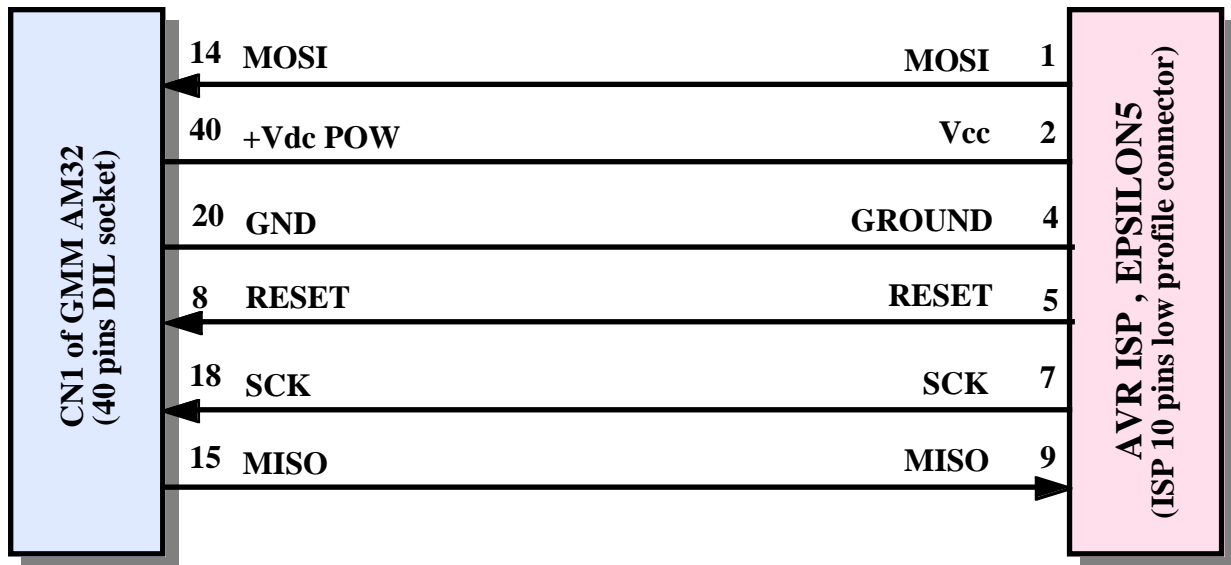 CN1 of GMM AM32
(40 pins DIL socket)
14 MOSI MOSI 1
40 +Vdc POW Vcc 2
20 GND GROUND 4
8 RESET RESET 5
18 SCK SCK 7
15 MISO MISO 9
AVR ISP , EPSILON5
(ISP 10 pins low profile connector)